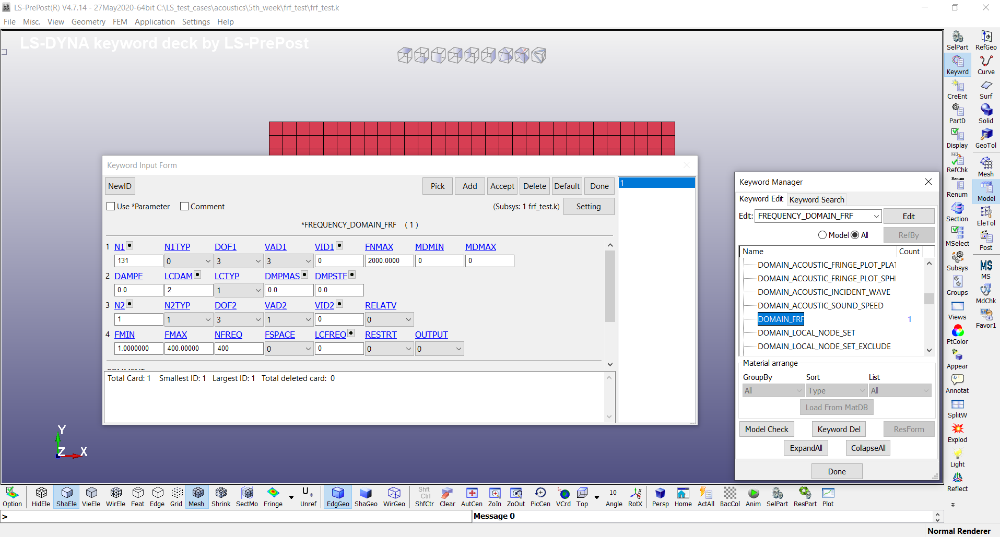 LS-PrePost(R) V4.7.14 - 27May2020-64bit C:\LS_test_cases\acoustics\5th_week\frf_test\frf_test.k
File Misc. View Geometry FEM Application Settings Help
LS-DYNA keyword deck by LS-PrePost
Keyword Input Form
NewID Pick Add Accept Delete Default Done
Use *Parameter Comment (Subsys: 1 frf_test.k) Setting
*FREQUENCY_DOMAIN_FRF (1)
1 N1 N1TYP DOF1 VAD1 VID1 FNMAX MDMIN MDMAX
131 0 3 3 0 2000.0000 0 0
2 DAMPF LCDAM LCTYP DMPMAS DMPSTF
0.0 2 1 0.0 0.0
3 N2 N2TYP DOF2 VAD2 VID2 RELATV
1 1 3 1 0 0
4 FMIN FMAX NFREQ FSPACE LCFREQ RESTRT OUTPUT
1.0000000 400.00000 400 0 0 0 0
Total Card: 1 Smallest ID: 1 Largest ID: 1 Total deleted card: 0
1
Keyword Manager
Keyword Edit Keyword Search
Edit: FREQUENCY_DOMAIN_FRF Edit
Model All RefBy
Name Count
DOMAIN_ACOUSTIC_FRINGE_PLOT_PLAT
DOMAIN_ACOUSTIC_FRINGE_PLOT_SPHI
DOMAIN_ACOUSTIC_INCIDENT_WAVE
DOMAIN_ACOUSTIC_SOUND_SPEED
DOMAIN_FRF 1
DOMAIN_LOCAL_NODE_SET
DOMAIN_LOCAL_NODE_SET_EXCLUDE
Material arrange
GroupBy Sort List
All Type All
Load From MatDB
Model Check Keyword Del ResForm
ExpandAll CollapseAll
Done
SelPart RefGeo
Keywrd Curve
CreEnt Surf
PartD Solid
Display GeoTol
RefChk Mesh
Renum
Renum Model
Section EleTol
MSelect Post
Subsys MS
MS
Groups MdChk
Views Favor1
PtColor
Appear
Annotat
SplitW
Explod
Light
Reflect
Y
Z X
Option HidEle ShaEle VieEle WirEle Feat Edge Grid Mesh Shrink SectMo Fringe Unref EdgGeo ShaGeo WirGeo ShfCtr Clear AutCen ZoIn ZoOut PicCen VCrd Top Angle RotX Persp Home ActAll BacCol Anim SelPart ResPart Plot
U
Shft
Ctrl
10
> Message 0
Normal Renderer